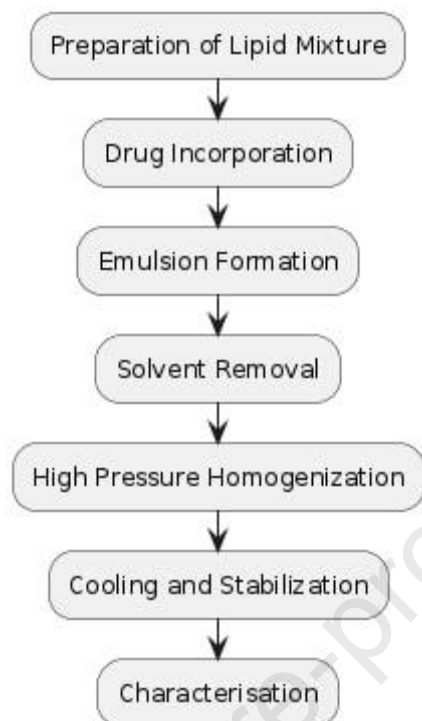 Preparation of Lipid Mixture
Drug Incorporation
Emulsion Formation
Solvent Removal
High Pressure Homogenization
Cooling and Stabilization
Characterisation